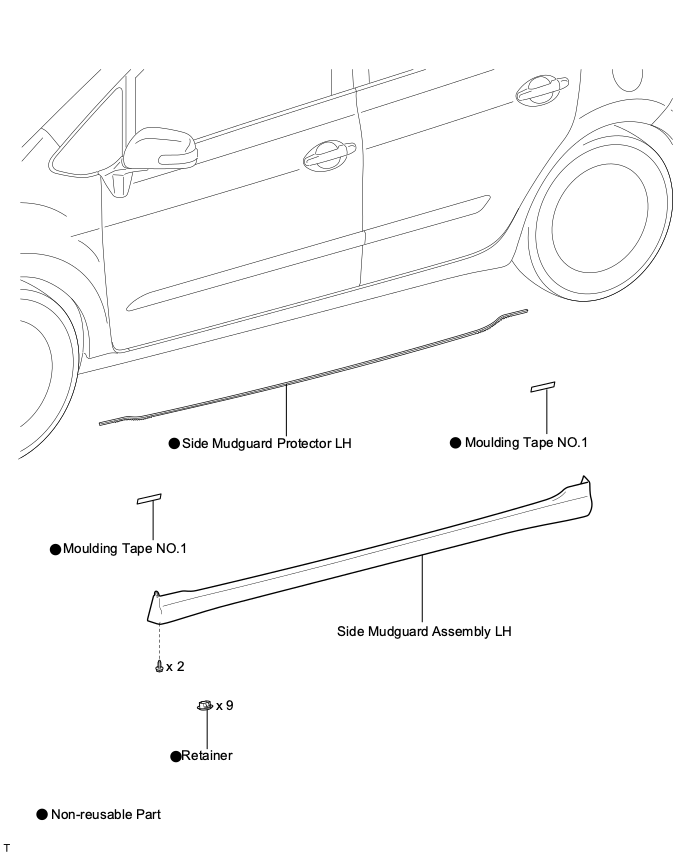 ● Side Mudguard Protector LH
● Moulding Tape NO.1
● Moulding Tape NO.1
Side Mudguard Assembly LH
x 2
x 9
● Retainer
● Non-reusable Part
T